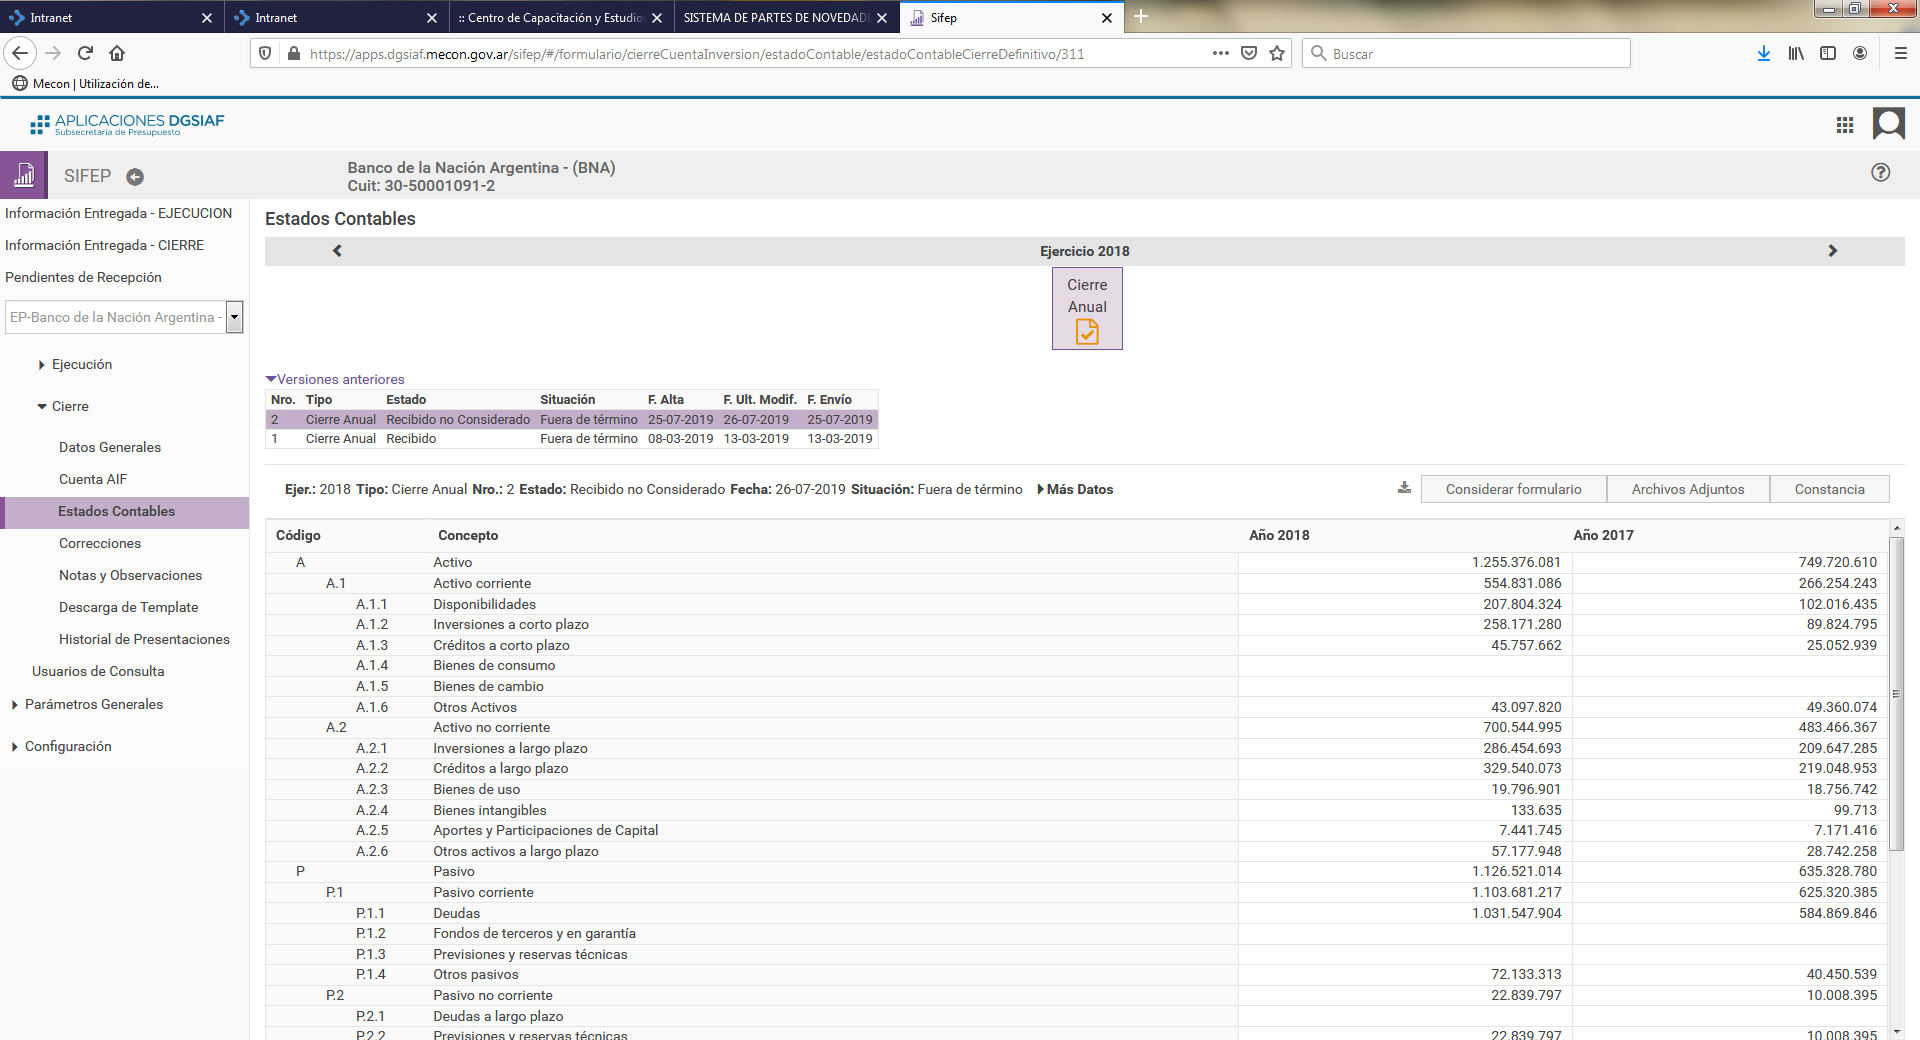 Intranet
Intranet
:: Centro de Capacitación y Estudio
SISTEMA DE PARTES DE NOVEDADE
Sifep
https://apps.dgsiaf.mecon.gov.ar/sifep/#/formulario/cierreCuentaInversion/estadoContable/estadoContableCierreDefinitivo/311
Buscar
Mecon | Utilización de...
APLICACIONES DGSIAF
Subsecretaría de Presupuesto
SIFEP
Banco de la Nación Argentina - (BNA)
Cuit: 30-50001091-2
Información Entregada - EJECUCION
Información Entregada - CIERRE
Pendientes de Recepción
EP-Banco de la Nación Argentina -
Ejecución
Cierre
Datos Generales
Cuenta AIF
Estados Contables
Correcciones
Notas y Observaciones
Descarga de Template
Historial de Presentaciones
Usuarios de Consulta
Parámetros Generales
Configuración
Estados Contables
Ejercicio 2018
Cierre
Anual
Versiones anteriores
Nro. Tipo Estado Situación F. Alta F. Ult. Modif. F. Envío
2 Cierre Anual Recibido no Considerado Fuera de término 25-07-2019 26-07-2019 25-07-2019
1 Cierre Anual Recibido Fuera de término 08-03-2019 13-03-2019 13-03-2019
Ejer.: 2018 Tipo: Cierre Anual Nro.: 2 Estado: Recibido no Considerado Fecha: 26-07-2019 Situación: Fuera de término Más Datos Considerar formulario Archivos Adjuntos Constancia
Código Concepto Año 2018 Año 2017
A Activo 1.255.376.081 749.720.610
A.1 Activo corriente 554.831.086 266.254.243
A.1.1 Disponibilidades 207.804.324 102.016.435
A.1.2 Inversiones a corto plazo 258.171.280 89.824.795
A.1.3 Créditos a corto plazo 45.757.662 25.052.939
A.1.4 Bienes de consumo
A.1.5 Bienes de cambio
A.1.6 Otros Activos 43.097.820 49.360.074
A.2 Activo no corriente 700.544.995 483.466.367
A.2.1 Inversiones a largo plazo 286.454.693 209.647.285
A.2.2 Créditos a largo plazo 329.540.073 219.048.953
A.2.3 Bienes de uso 19.796.901 18.756.742
A.2.4 Bienes intangibles 133.635 99.713
A.2.5 Aportes y Participaciones de Capital 7.441.745 7.171.416
A.2.6 Otros activos a largo plazo 57.177.948 28.742.258
P Pasivo 1.126.521.014 635.328.780
P.1 Pasivo corriente 1.103.681.217 625.320.385
P.1.1 Deudas 1.031.547.904 584.869.846
P.1.2 Fondos de terceros y en garantía
P.1.3 Previsiones y reservas técnicas
P.1.4 Otros pasivos 72.133.313 40.450.539
P.2 Pasivo no corriente 22.839.797 10.008.395
P.2.1 Deudas a largo plazo
P.2.2 Previsiones y reservas técnicas 22.839.797 10.008.395